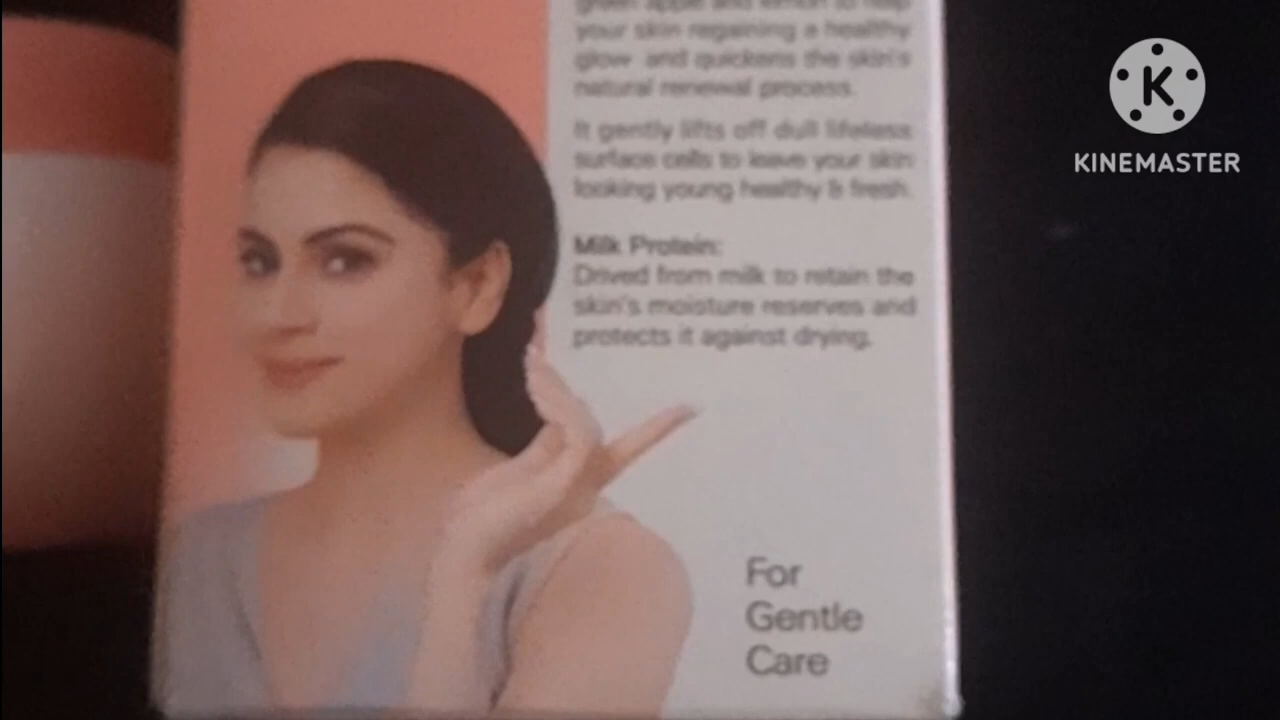 green apple and lemon to help
your skin regaining a healthy
glow and quickens the skin's
natural renewal process.
It gently lifts off dull lifeless
surface cells to leave your skin
looking young healthy & fresh.
Milk Protein:
Drived from milk to retain the
skin's moisture reserves and
protects it against drying.
For
Gentle
Care
K
KINEMASTER